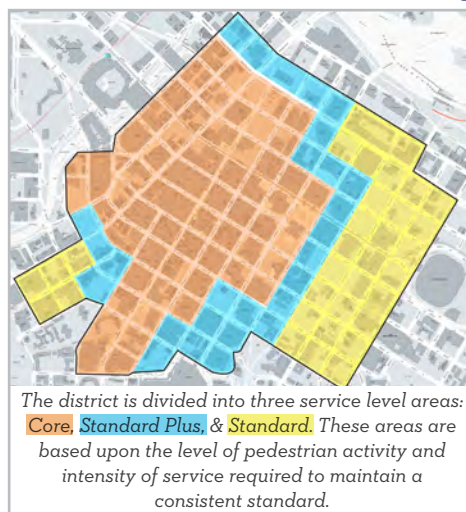 The district is divided into three service level areas:
Core, Standard Plus, & Standard. These areas are
based upon the level of pedestrian activity and
intensity of service required to maintain a
consistent standard.